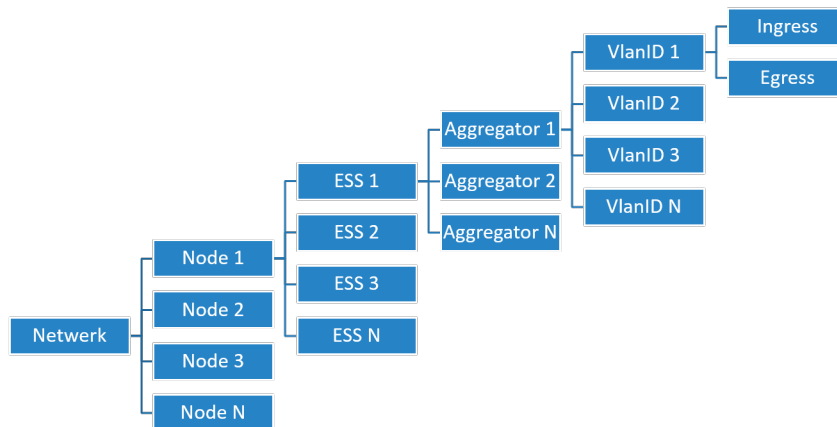 Netwerk
Node 1
Node 2
Node 3
Node N
ESS 1
ESS 2
ESS 3
ESS N
Aggregator 1
Aggregator 2
Aggregator N
VlanID 1
VlanID 2
VlanID 3
VlanID N
Ingress
Egress